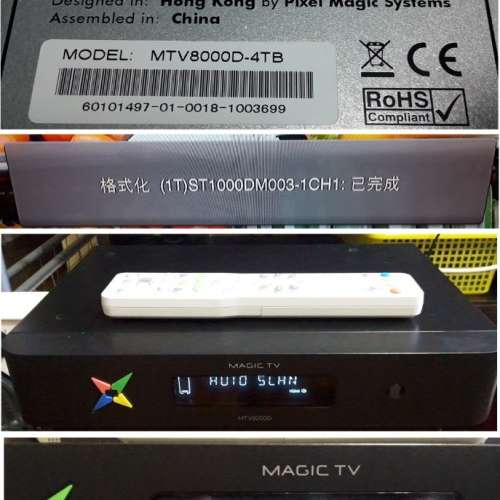 Designed in: Hong Kong by Pixel Magic Systems
Assembled in: China
MODEL: MTV8000D-4TB
60101497-01-0018-1003699
CE
RoHS
Compliant
格式化 (1T)ST1000DM003-1CH1: 已完成
MAGIC TV
AUTO SCAN
MTV8000D
MAGIC TV